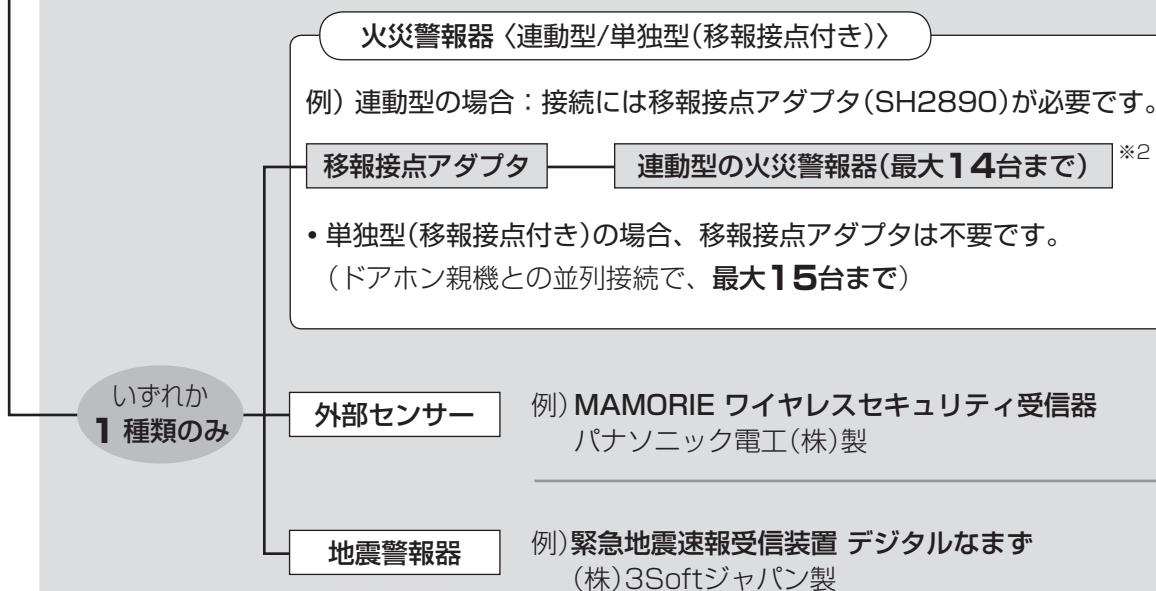 火災警報器〈連動型/単独型(移報接点付き)〉
例) 連動型の場合：接続には移報接点アダプタ(SH2890)が必要です。
移報接点アダプタ 連動型の火災警報器(最大14台まで) ※2
• 単独型(移報接点付き)の場合、移報接点アダプタは不要です。
(ドアホン親機との並列接続で、最大15台まで)
いずれか
1 種類のみ
外部センサー
例) MAMORIE ワイヤレスセキュリティ受信器
パナソニック電工(株)製
地震警報器
例)緊急地震速報受信装置 デジタルなまず
(株)3Softジャパン製